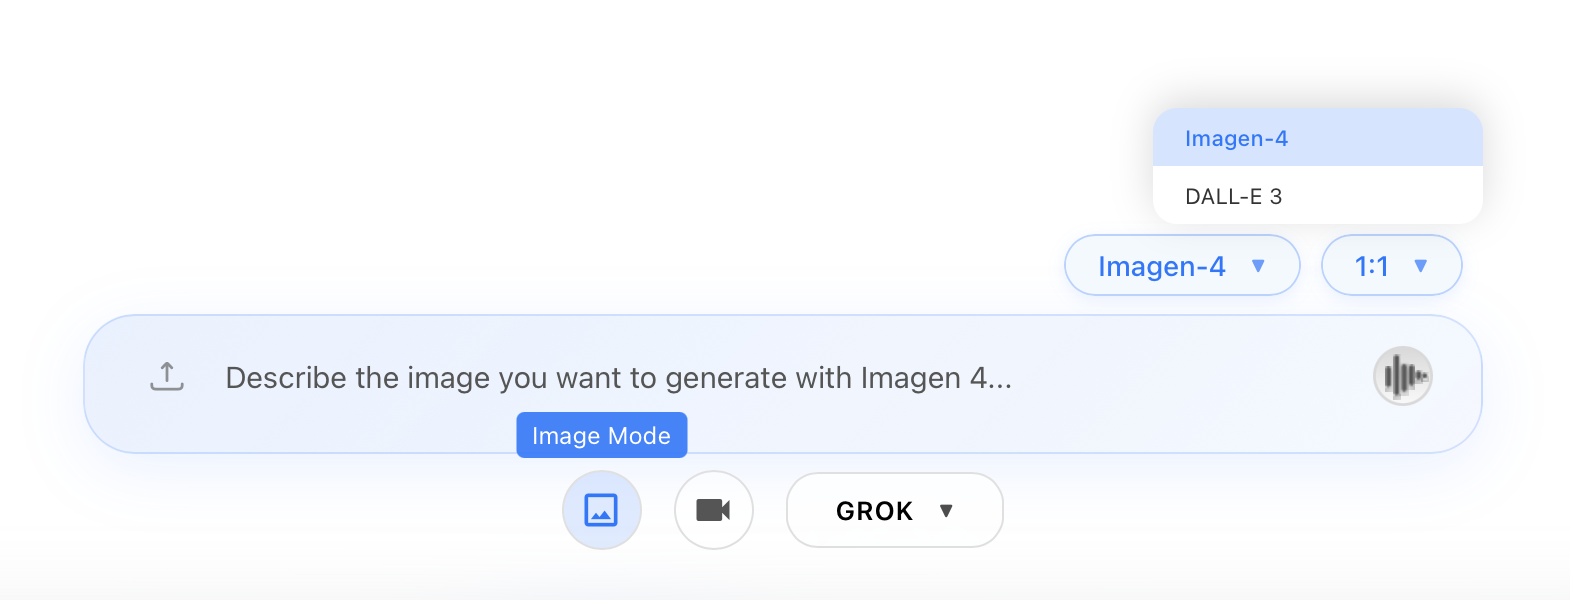 Imagen-4
DALL-E 3
Imagen-4 ▼ 1:1 ▼
Describe the image you want to generate with Imagen 4...
Image Mode
GROK ▼